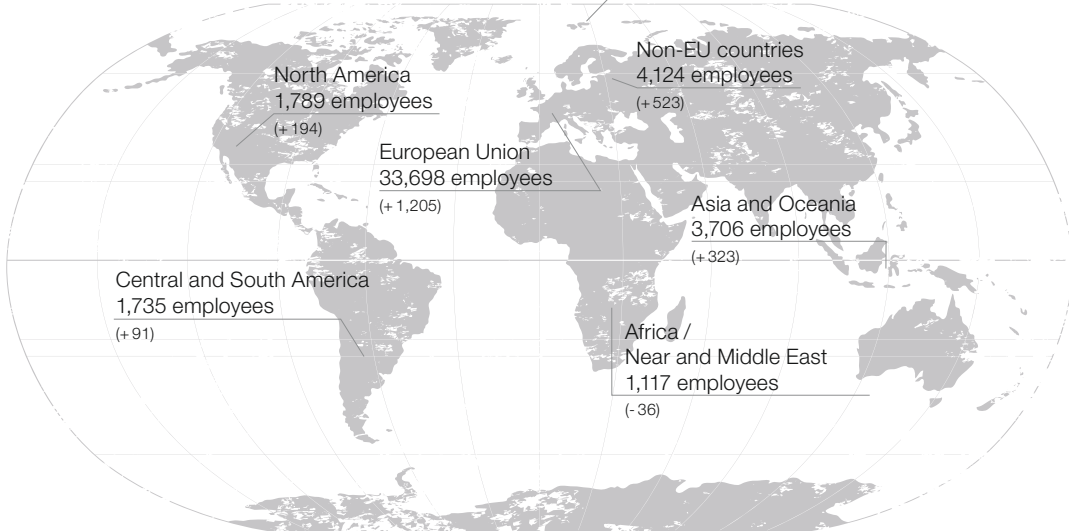 Non-EU countries
4,124 employees
(+ 523)
North America
1,789 employees
(+ 194)
European Union
33,698 employees
(+ 1,205)
Asia and Oceania
3,706 employees
(+ 323)
Central and South America
1,735 employees
(+ 91)
Africa /
Near and Middle East
1,117 employees
(- 36)